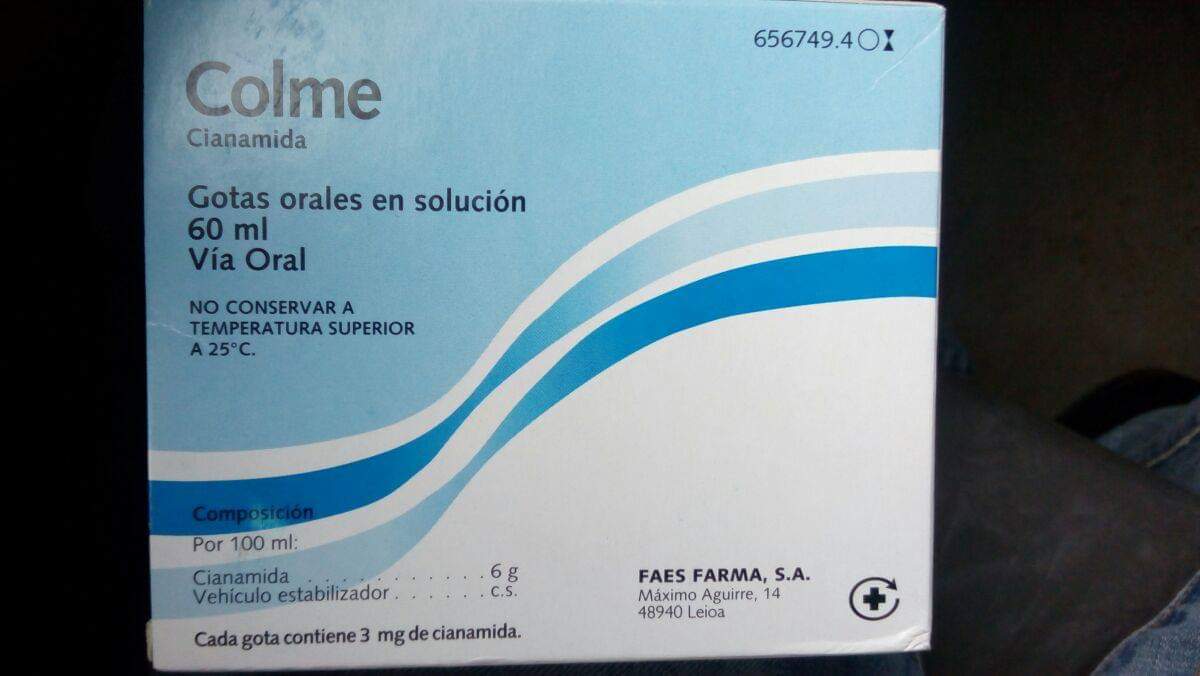 656749.4
Colme
Cianamida
Gotas orales en solución
60 ml
Vía Oral
NO CONSERVAR A
TEMPERATURA SUPERIOR
A 25°C.
Composición
Por 100 ml:
Cianamida . . . . . . . . . . . . 6 g
Vehículo estabilizador . . . . . . c.s.
Cada gota contiene 3 mg de cianamida.
FAES FARMA, S.A.
Máximo Aguirre, 14
48940 Leioa